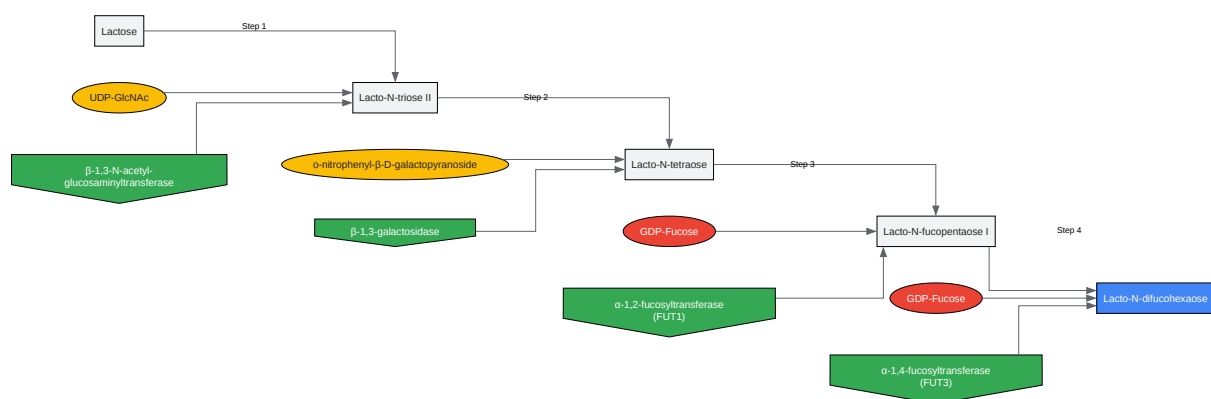 Lactose
Step 1
UDP-GlcNAc
Lacto-N-triose II
Step 2
β-1,3-N-acetyl-
glucosaminyltransferase
o-nitrophenyl-β-D-galactopyranoside
Lacto-N-tetraose
Step 3
β-1,3-galactosidase
GDP-Fucose
Lacto-N-fucopentaose I
Step 4
α-1,2-fucosyltransferase
(FUT1)
GDP-Fucose
Lacto-N-difucohexaose
α-1,4-fucosyltransferase
(FUT3)